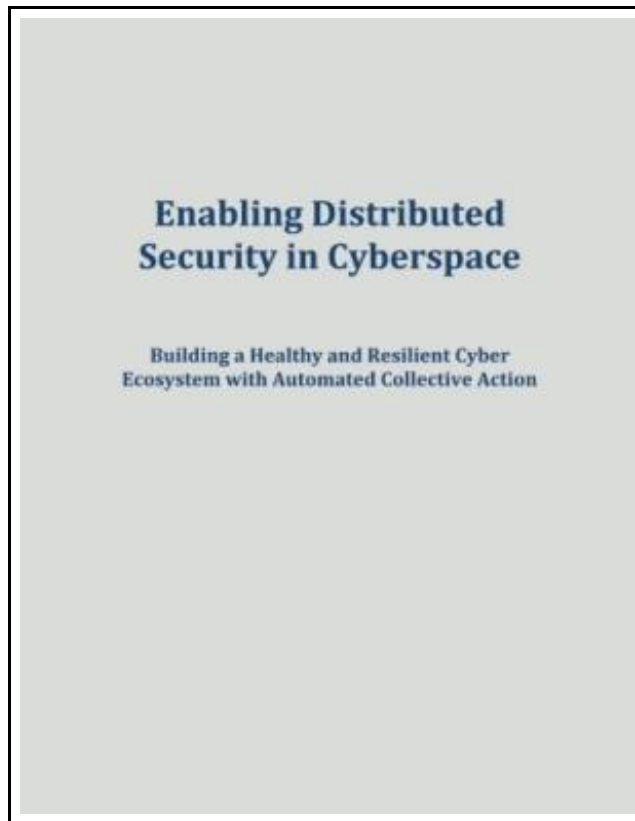 Enabling Distributed
Security in Cyberspace
Building a Healthy and Resilient Cyber
Ecosystem with Automated Collective Action